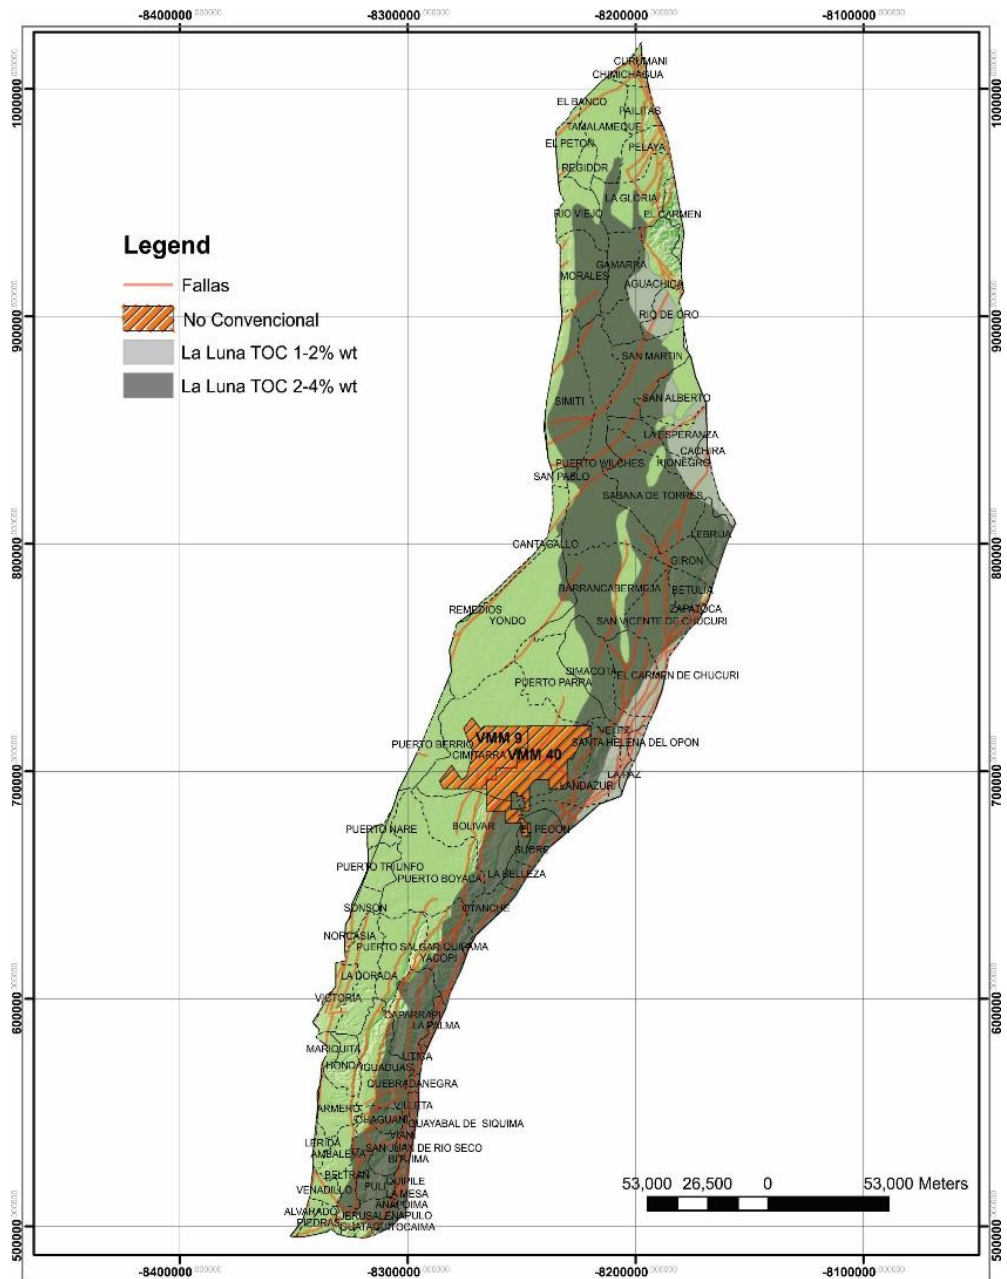 -8400000 -8300000 -8200000 -8100000
1000000
1000000
CURUMANI
CHIMICHAGUA
EL BANCO
PAILITAS
TAMALAMEQUE
EL PEÑON
PELAYA
REGIDOR
LA GLORIA
RIO VIEJO
EL CARMEN
Legend
Fallas
No Convencional
La Luna TOC 1-2% wt
La Luna TOC 2-4% wt
GAMARRA
MORALES
AGUACHICA
900000
900000
RIO DE ORO
SAN MARTIN
SIMITI
SAN ALBERTO
LA ESPERANZA
CACHIRA
PUERTO WILCHES
RIONEGRO
SAN PABLO
SABANA DE TORRES
LEBRIJA
800000
800000
CANTAGALLO
GIRON
BARRANCABERMEJA
BETULIA
REMEDIOS
ZAPATOCA
YONDO
SAN VICENTE DE CHUCURI
SIMACOTA
EL CARMEN DE CHUCURI
PUERTO PARRA
VELEZ
VMM 9
PUERTO BERRIO
SANTA HELENA DEL OPON
CIMITARRA
VMM 40
700000
700000
LA PAZ
LANDAZURI
BOLIVAR
PUERTO NARE
EL PEÑON
SUCRE
PUERTO TRIUNFO
LA BELLEZA
PUERTO BOYACA
SONSON
OTANCHE
NORCASIA
PUERTO SALGAR
QUIPAMA
YACOPI
LA DORADA
600000
600000
VICTORIA
CAPARRAPI
LA PALMA
MARIQUITA
UTICA
HONDA
GUADUAS
QUEBRADANEGRA
ARMERO
VILLETA
CHAGUANI
GUAYABAL DE SIQUIMA
VIANI
LERIDA
SAN JUAN DE RIO SECO
AMBALEMA
BITUIMA
BELTRAN
VENADILLO
PULI
QUIPILE
LA MESA
ANAPOIMA
ALVARADO
JERUSALEN
APULO
PIEDRAS
GUATAQUI
TOCAIMA
500000
500000
53,000 26,500 0 53,000 Meters
-8400000 -8300000 -8200000 -8100000